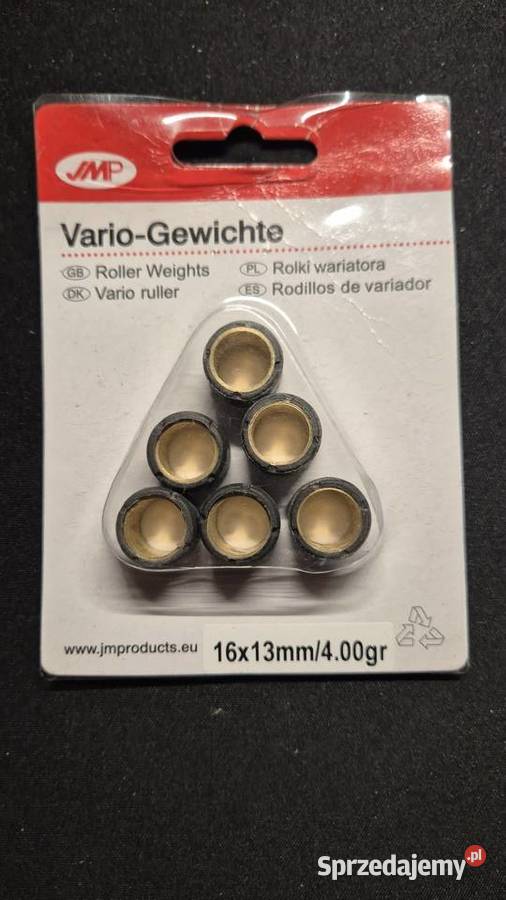 JMP
Vario-Gewichte
GB Roller Weights
PL Rolki wariatora
DK Vario ruller
ES Rodillos de variador
www.jmproducts.eu
16x13mm/4.00gr
Sprzedajemy.pl